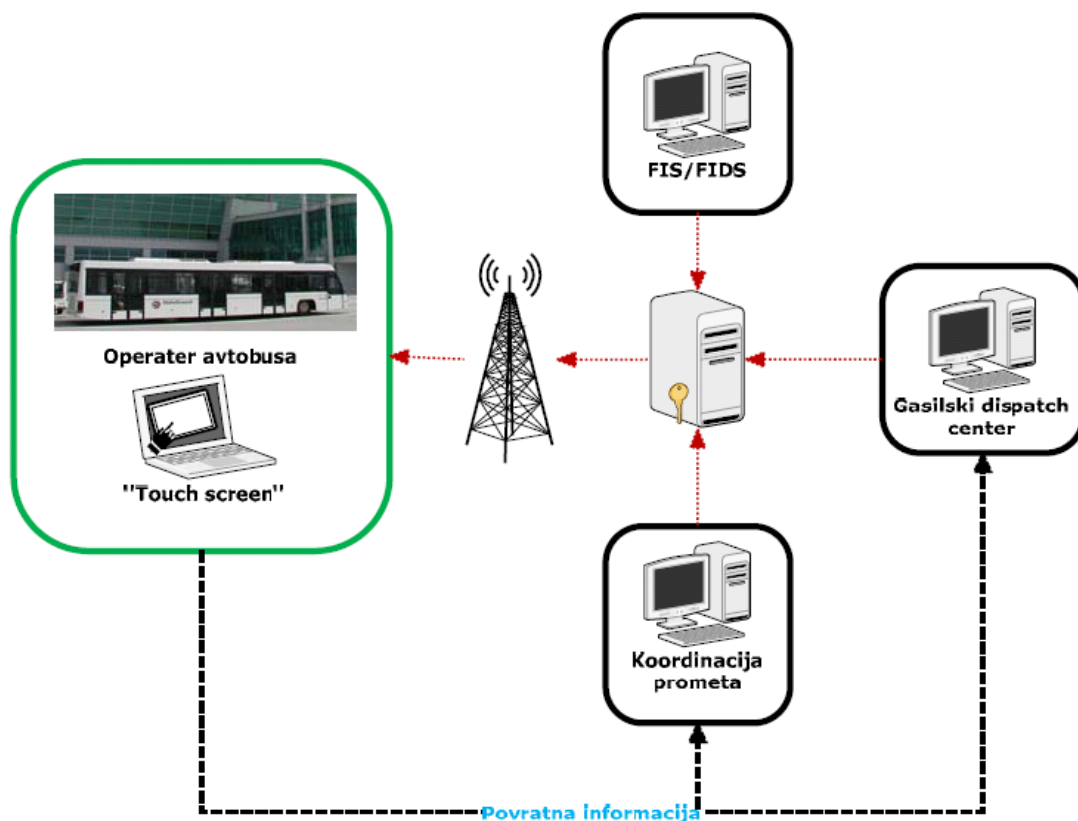 FIS/FIDS
Operater avtobusa
"Touch screen"
Gasilski dispatch
center
Koordinacija
prometa
Povratna informacija